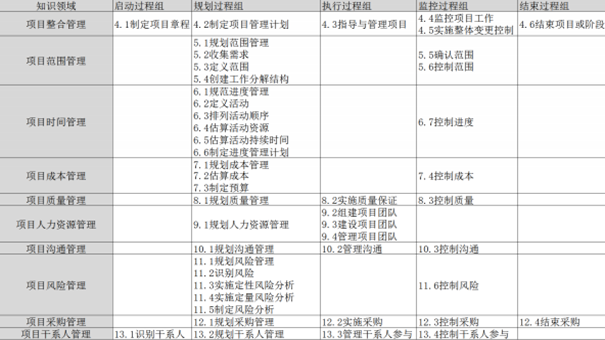 知识领域 启动过程组 规划过程组 执行过程组 监控过程组 结束过程组
项目整合管理 4.1制定项目章程 4.2制定项目管理计划 4.3指导与管理项目 4.4监控项目工作 4.6结束项目或阶段
4.5实施整体变更控制
项目范围管理 5.1规划范围管理 5.5确认范围
5.2收集需求 5.6控制范围
5.3定义范围
5.4创建工作分解结构
项目时间管理 6.1规范进度管理 6.7控制进度
6.2定义活动
6.3排列活动顺序
6.4估算活动资源
6.5估算活动持续时间
6.6制定进度管理计划
项目成本管理 7.1规划成本管理 7.4控制成本
7.2估算成本
7.3制定预算
项目质量管理 8.1规划质量管理 8.2实施质量保证 8.3控制质量
项目人力资源管理 9.1规划人力资源管理 9.2组建项目团队
9.3建设项目团队
9.4管理项目团队
项目沟通管理 10.1规划沟通管理 10.2管理沟通 10.3控制沟通
项目风险管理 11.1规划风险管理 11.6控制风险
11.2识别风险
11.3实施定性风险分析
11.4实施定量风险分析
11.5制定风险分析
项目采购管理 12.1规划采购管理 12.2实施采购 12.3控制采购 12.4结束采购
项目干系人管理 13.1识别干系人 13.2规划干系人管理 13.3管理干系人参与 13.4控制干系人参与